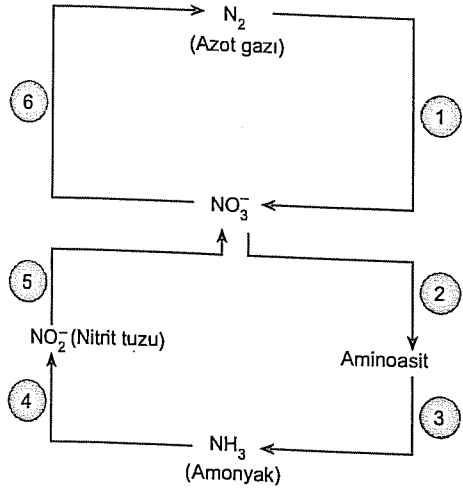 N₂
(Azot gazı)
6
1
NO₃⁻
5
2
NO₂⁻ (Nitrit tuzu)
Aminoasit
4
3
NH₃
(Amonyak)